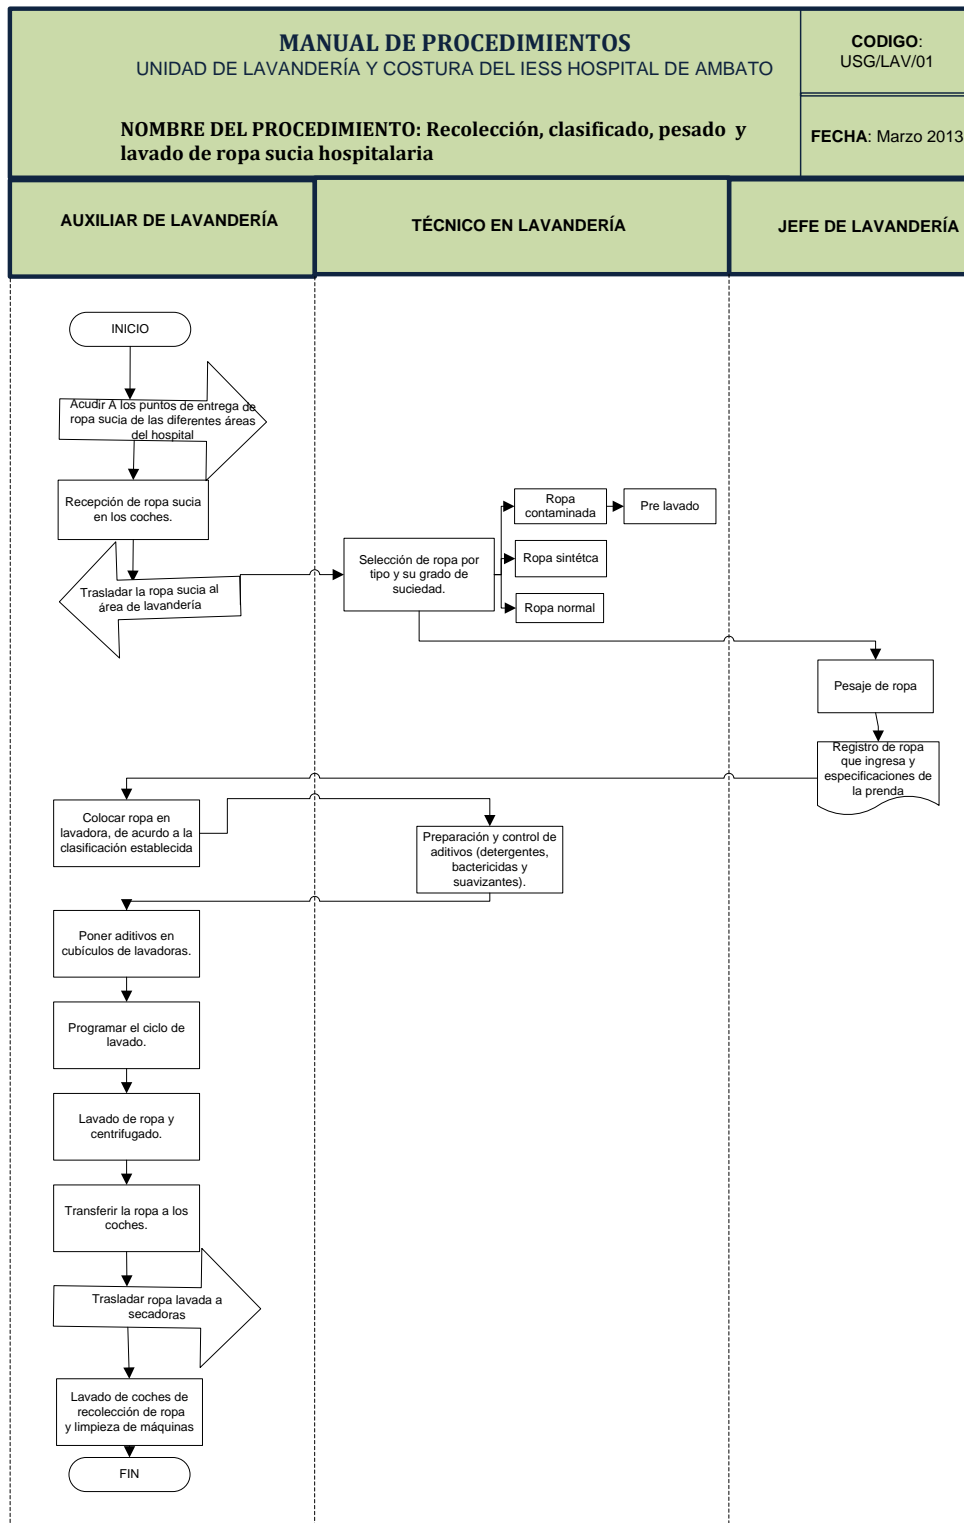 MANUAL DE PROCEDIMIENTOS
UNIDAD DE LAVANDERÍA Y COSTURA DEL IESS HOSPITAL DE AMBATO
CODIGO:
USG/LAV/01
NOMBRE DEL PROCEDIMIENTO: Recolección, clasificado, pesado y
lavado de ropa sucia hospitalaria
FECHA: Marzo 2013
AUXILIAR DE LAVANDERÍA
TÉCNICO EN LAVANDERÍA
JEFE DE LAVANDERÍA
INICIO
Acudir A los puntos de entrega de
ropa sucia de las diferentes áreas
del hospital
Recepción de ropa sucia
en los coches.
Trasladar la ropa sucia al
área de lavandería
Selección de ropa por
tipo y su grado de
suciedad.
Ropa
contaminada
Pre lavado
Ropa sintétca
Ropa normal
Pesaje de ropa
Registro de ropa
que ingresa y
especificaciones de
la prenda
Colocar ropa en
lavadora, de acurdo a la
clasificación establecida
Preparación y control de
aditivos (detergentes,
bactericidas y
suavizantes).
Poner aditivos en
cubículos de lavadoras.
Programar el ciclo de
lavado.
Lavado de ropa y
centrifugado.
Transferir la ropa a los
coches.
Trasladar ropa lavada a
secadoras
Lavado de coches de
recolección de ropa
y limpieza de máquinas
FIN